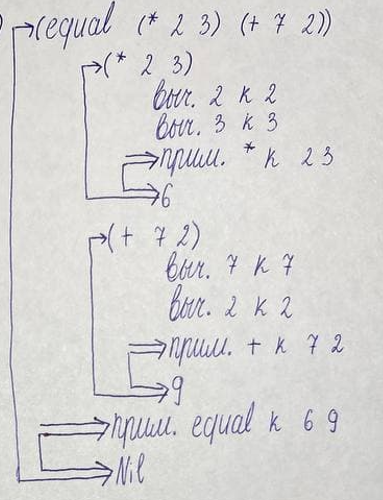 (equal (* 2 3) (+ 7 2))
(* 2 3)
выч. 2 к 2
выч. 3 к 3
прим. * к 2 3
6
(+ 7 2)
выч. 7 к 7
выч. 2 к 2
прим. + к 7 2
9
прим. equal к 6 9
Nil